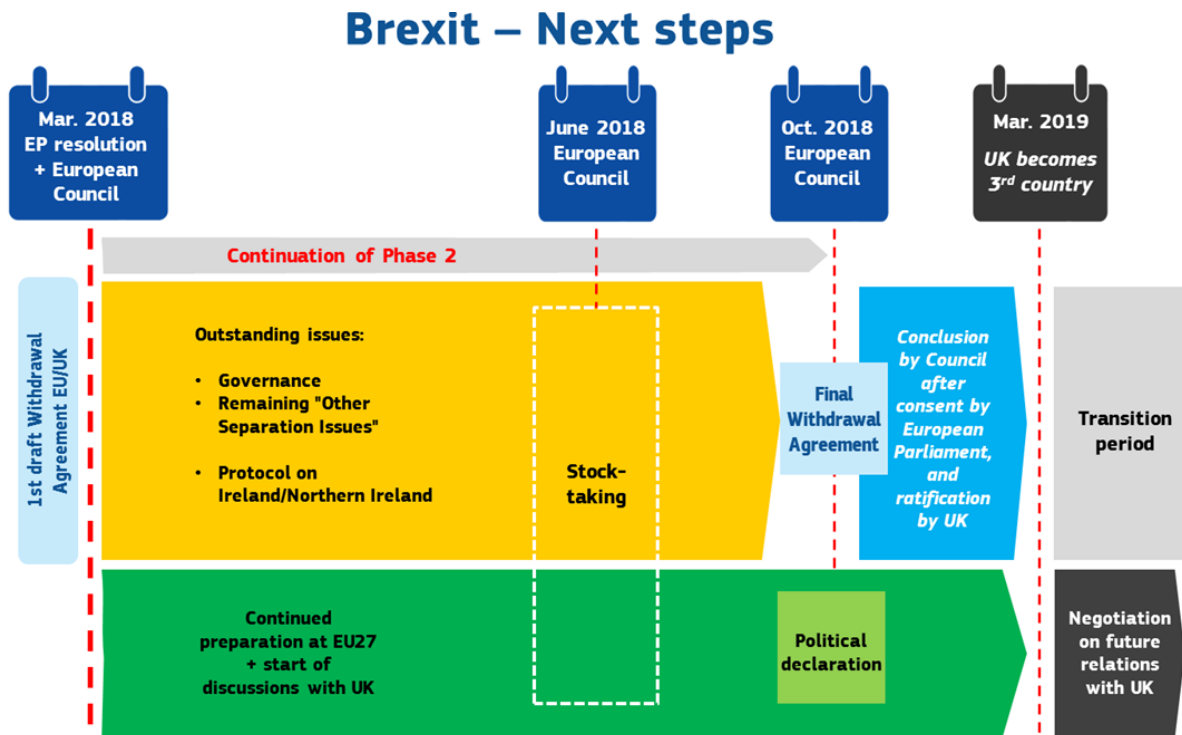 Brexit – Next steps
Mar. 2018
EP resolution
+ European
Council
June 2018
European
Council
Oct. 2018
European
Council
Mar. 2019
UK becomes
3rd country
Continuation of Phase 2
1st draft Withdrawal
Agreement EU/UK
Outstanding issues:
• Governance
• Remaining "Other
Separation Issues"
• Protocol on
Ireland/Northern Ireland
Stock-
taking
Final
Withdrawal
Agreement
Conclusion
by Council
after
consent by
European
Parliament,
and
ratification
by UK
Transition
period
Continued
preparation at EU27
+ start of
discussions with UK
Political
declaration
Negotiation
on future
relations
with UK